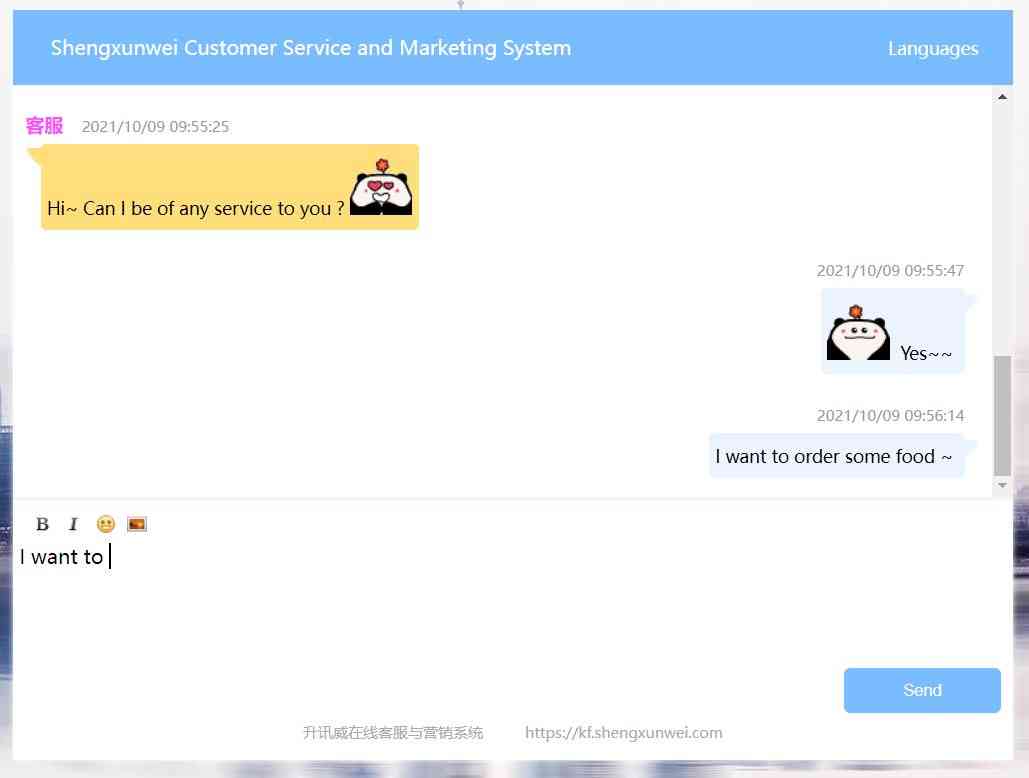 Shengxunwei Customer Service and Marketing System
Languages
客服 2021/10/09 09:55:25
Hi~ Can I be of any service to you ?
2021/10/09 09:55:47
Yes~~
2021/10/09 09:56:14
I want to order some food ~
B I
I want to
Send
升讯威在线客服与营销系统 https://kf.shengxunwei.com